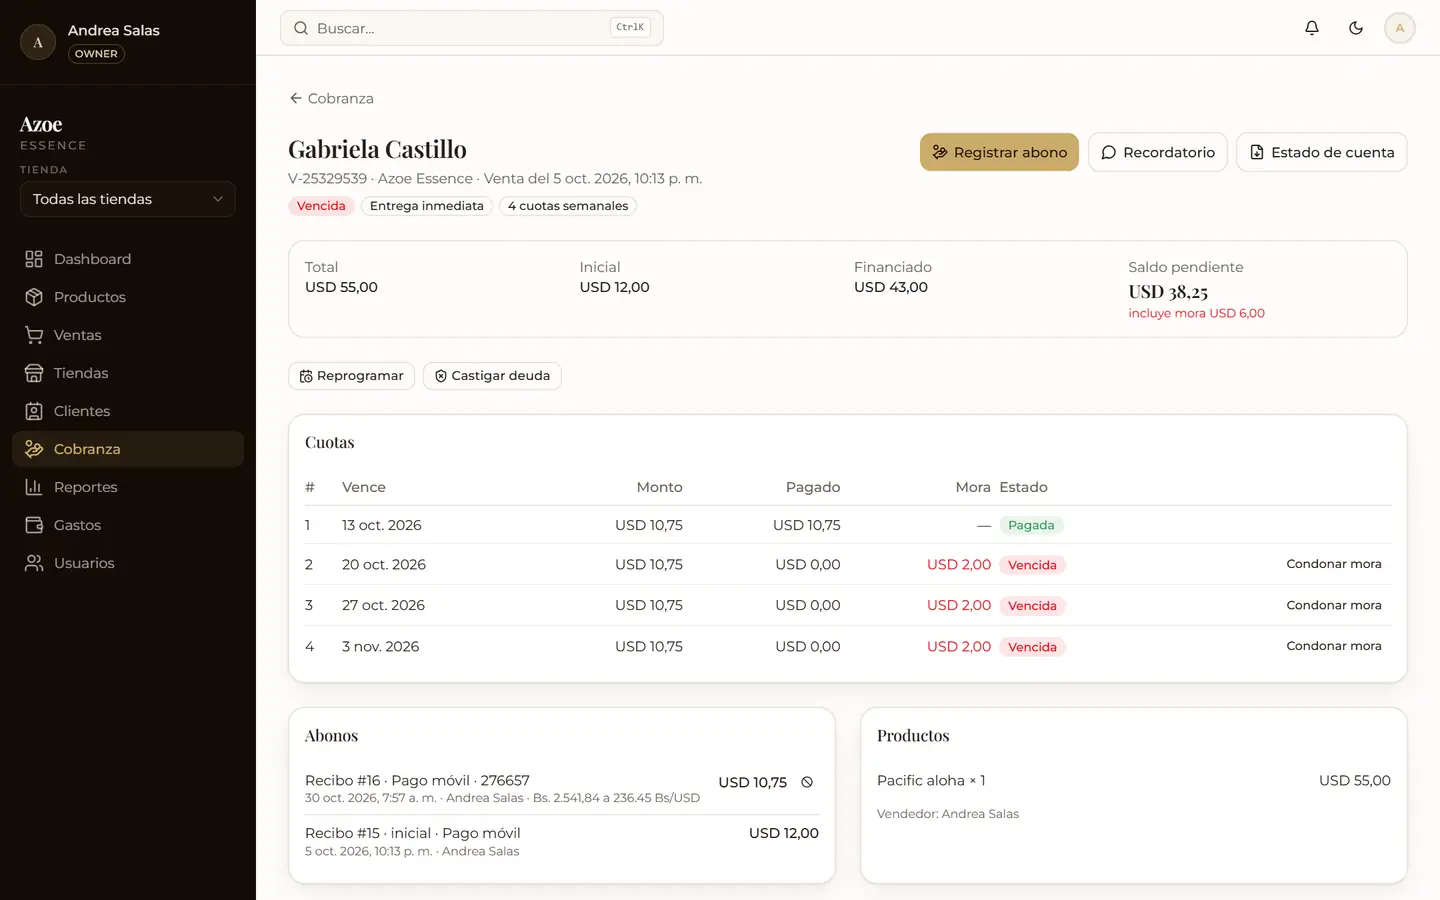 A
Andrea Salas
OWNER
Azoe
ESSENCE
TIENDA
Todas las tiendas
Dashboard
Productos
Ventas
Tiendas
Clientes
Cobranza
Reportes
Gastos
Usuarios
Buscar...
CtrlK
A
Cobranza
Gabriela Castillo
V-25329539 · Azoe Essence · Venta del 5 oct. 2026, 10:13 p. m.
Vencida Entrega inmediata 4 cuotas semanales
Registrar abono Recordatorio Estado de cuenta
Total Inicial Financiado Saldo pendiente
USD 55,00 USD 12,00 USD 43,00 USD 38,25
incluye mora USD 6,00
Reprogramar Castigar deuda
Cuotas
# Vence Monto Pagado Mora Estado
1 13 oct. 2026 USD 10,75 USD 10,75 — Pagada
2 20 oct. 2026 USD 10,75 USD 0,00 USD 2,00 Vencida Condonar mora
3 27 oct. 2026 USD 10,75 USD 0,00 USD 2,00 Vencida Condonar mora
4 3 nov. 2026 USD 10,75 USD 0,00 USD 2,00 Vencida Condonar mora
Abonos
Recibo #16 · Pago móvil · 276657 USD 10,75
30 oct. 2026, 7:57 a. m. · Andrea Salas · Bs. 2.541,84 a 236.45 Bs/USD
Recibo #15 · inicial · Pago móvil USD 12,00
5 oct. 2026, 10:13 p. m. · Andrea Salas
Productos
Pacific aloha × 1 USD 55,00
Vendedor: Andrea Salas